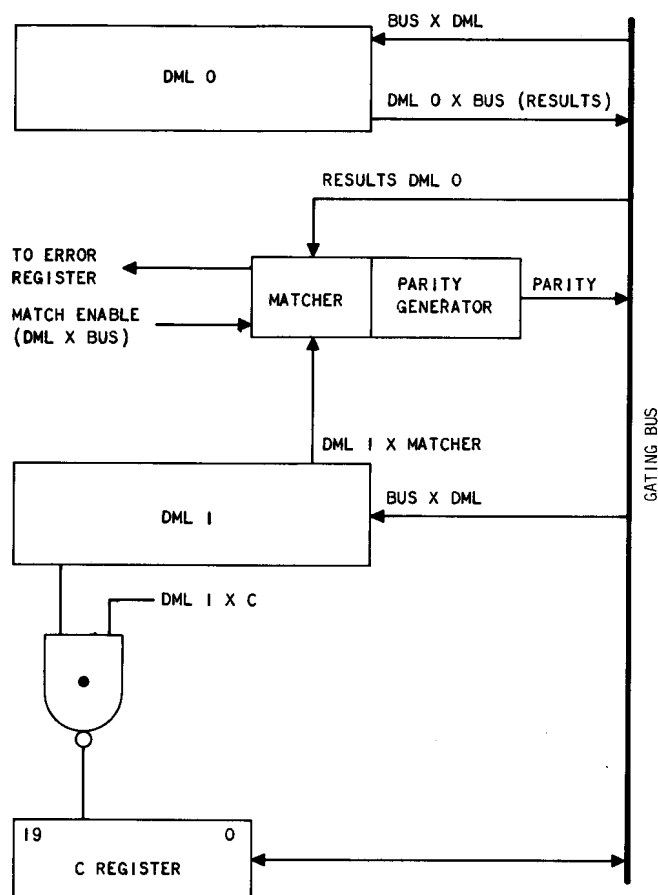 BUS X DML
DML 0
DML 0 X BUS (RESULTS)
RESULTS DML 0
TO ERROR
REGISTER
MATCHER
PARITY
GENERATOR
PARITY
MATCH ENABLE
(DML X BUS)
DML 1 X MATCHER
GATING BUS
DML 1
BUS X DML
DML 1 X C
19
0
C REGISTER